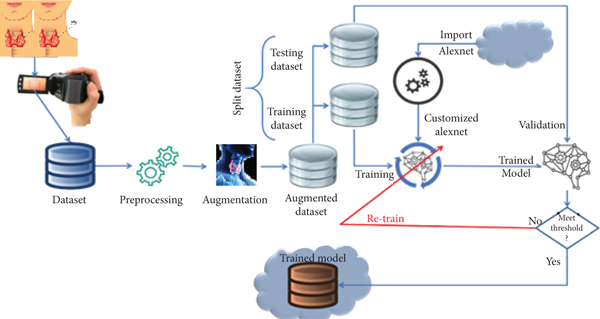 Import
Alexnet
Testing
dataset
Split dataset
Training
dataset
Customized
alexnet
Validation
Training
Trained
Model
Dataset
Preprocessing
Augmentation
Augmented
dataset
Re-train
No
Meet
threshold
?
Yes
Trained model